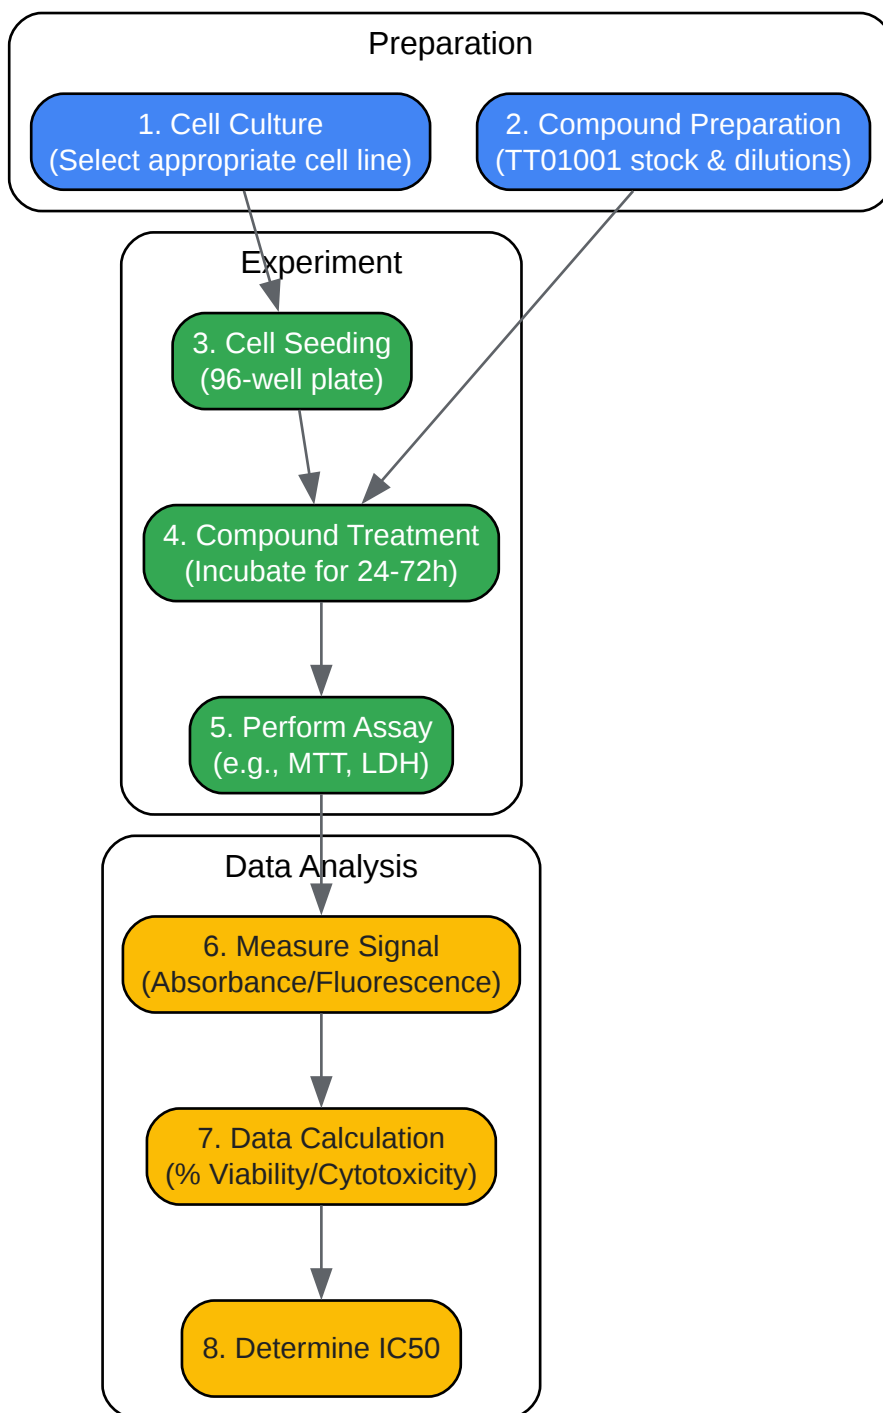 Preparation
1. Cell Culture
(Select appropriate cell line)
2. Compound Preparation
(TT01001 stock & dilutions)
Experiment
3. Cell Seeding
(96-well plate)
4. Compound Treatment
(Incubate for 24-72h)
5. Perform Assay
(e.g., MTT, LDH)
Data Analysis
6. Measure Signal
(Absorbance/Fluorescence)
7. Data Calculation
(% Viability/Cytotoxicity)
8. Determine IC50